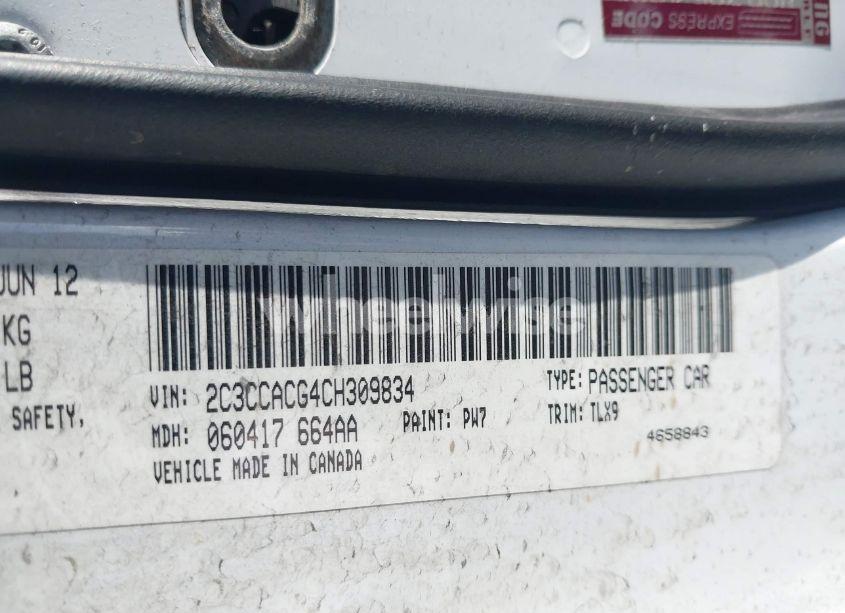 EXPRESS
CODE
JUN 12
KG
LB
SAFETY,
wheelwise
VIN: 2C3CCACG4CH309834
TYPE: PASSENGER CAR
MDH: 060417 664AA
PAINT: PW7
TRIM: TLX9
VEHICLE MADE IN CANADA
4658843